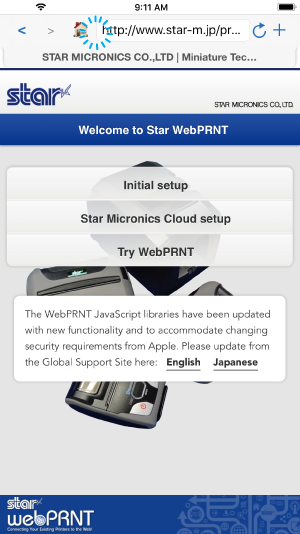 9:11 AM
< > http://www.star-m.jp/pr... +
STAR MICRONICS CO.,LTD | Miniature Tec...
star
STAR MICRONICS CO., LTD.
Welcome to Star WebPRNT
Initial setup
Star Micronics Cloud setup
Try WebPRNT
The WebPRNT JavaScript libraries have been updated
with new functionality and to accommodate changing
security requirements from Apple. Please update from
the Global Support Site here: English Japanese
star
webPRNT
Connecting Your Existing Printers to the Web!